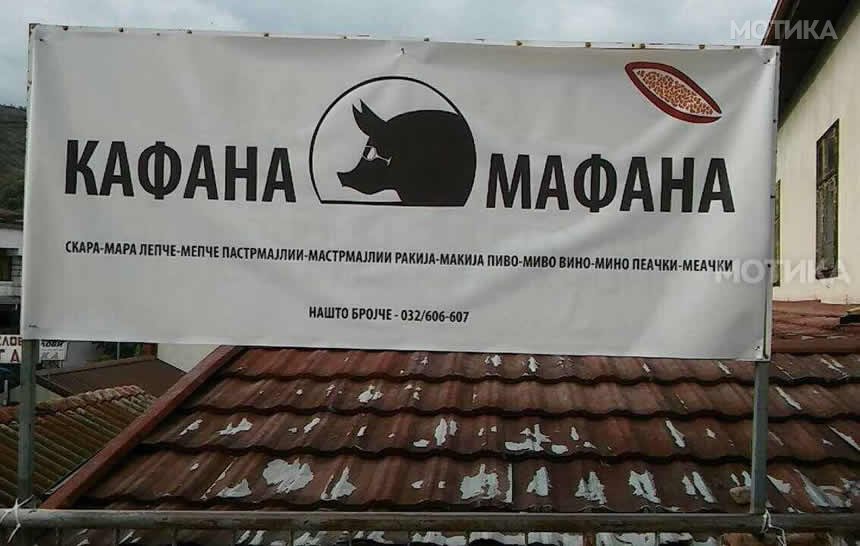 МОТИКА
КАФАНА МАФАНА
СКАРА-МАРА ЛЕПЧЕ-МЕПЧЕ ПАСТРМАЈЛИИ-МАСТРМАЈЛИИ РАКИЈА-МАКИЈА ПИВО-МИВО ВИНО-МИНО ПЕАЧКИ-МЕАЧКИ
МОТИКА
НАШТО БРОЈЧЕ - 032/606-607